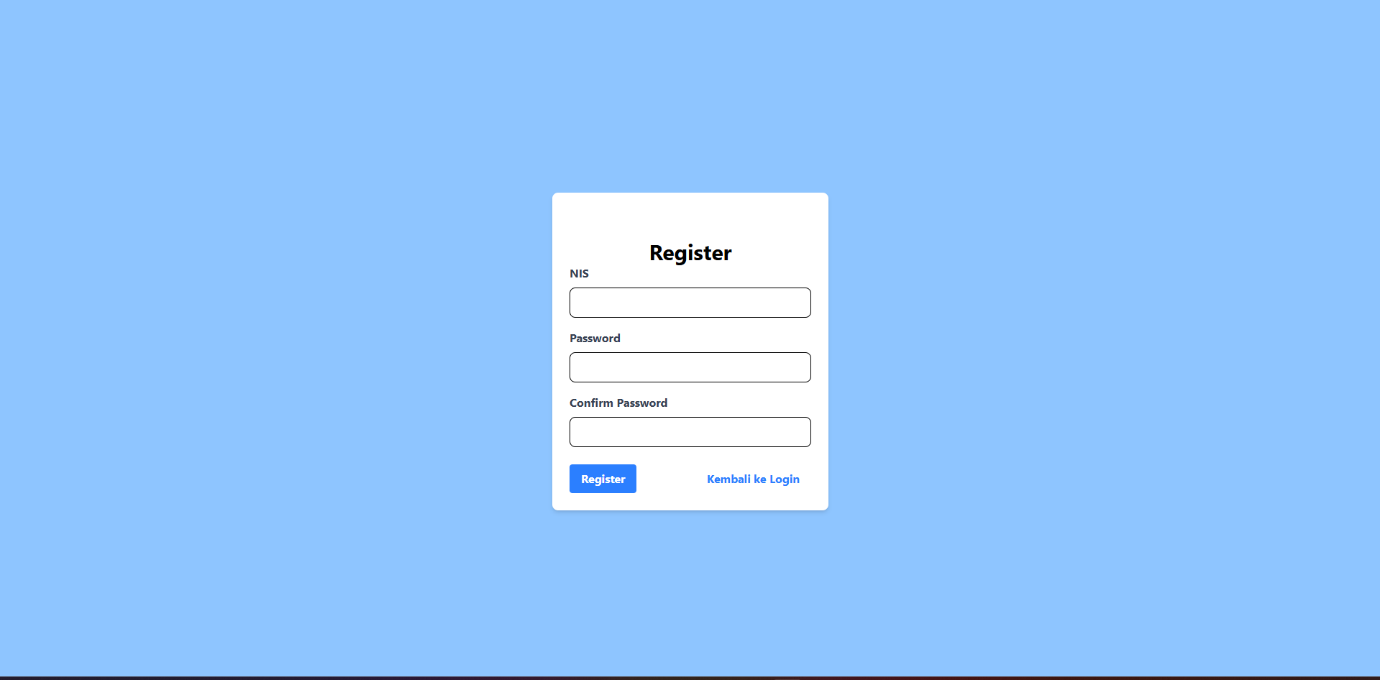 Register
NIS
Password
Confirm Password
Register
Kembali ke Login